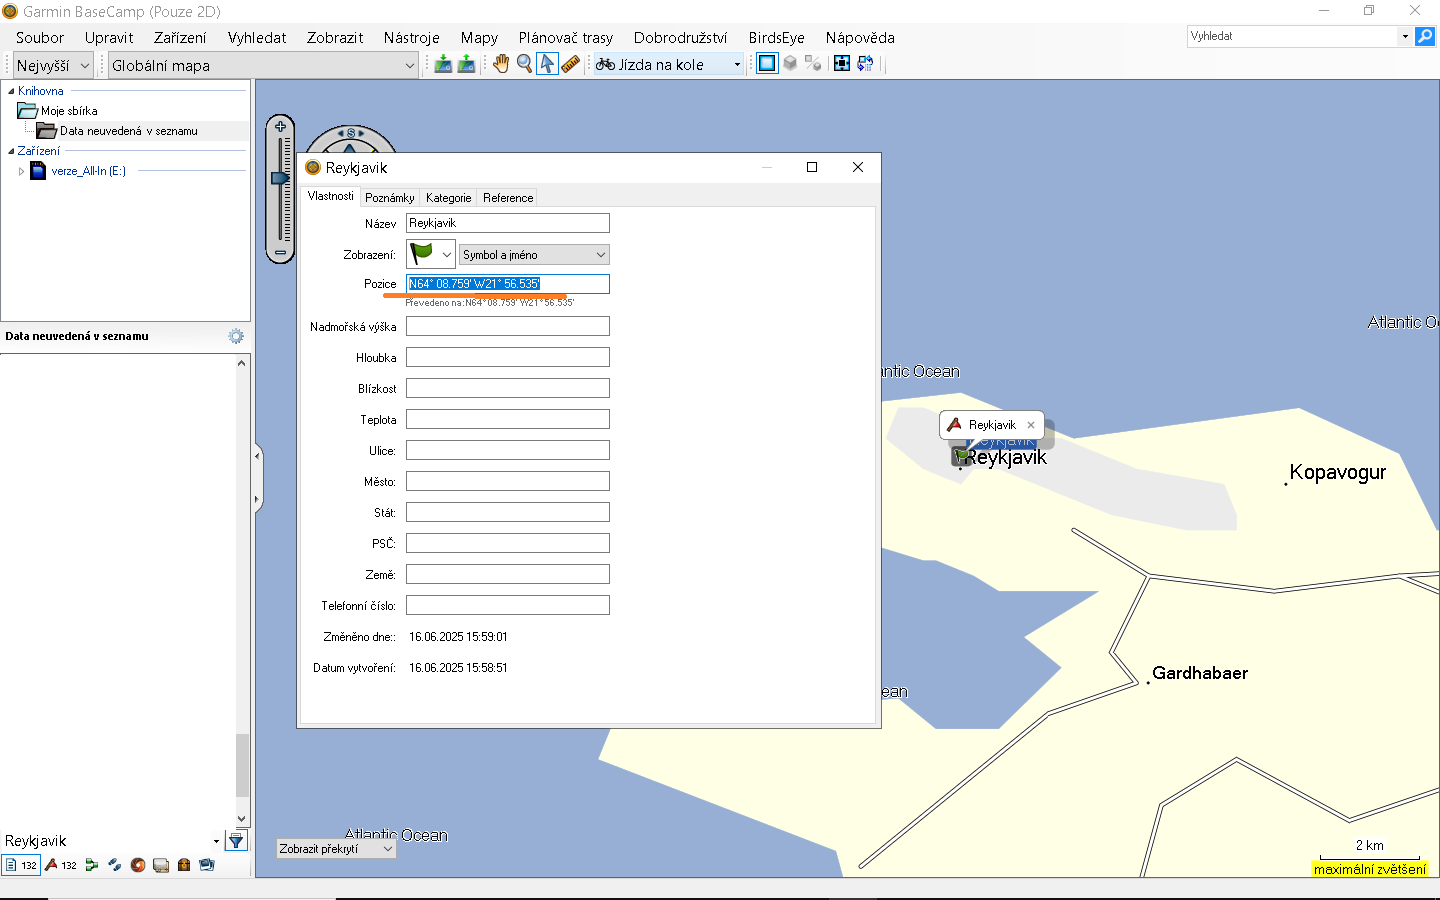 Garmin BaseCamp (Pouze 2D)
Soubor Upravit Zařízení Vyhledat Zobrazit Nástroje Mapy Plánovač trasy Dobrodružství BirdsEye Nápověda
Vyhledat
Nejvyšší Globální mapa Jízda na kole
Knihovna
Moje sbírka
Data neuvedená v seznamu
Zařízení
verze_All-In (E:)
Data neuvedená v seznamu
Reykjavik
132 132
S
Reykjavik
Vlastnosti Poznámky Kategorie Reference
Název Reykjavik
Zobrazení: Symbol a jméno
Pozice N64° 08.759' W21° 56.535'
Převedeno na: N64°08.759' W21°56.535'
Nadmořská výška
Hloubka
Blízkost
Teplota
Ulice:
Město:
Stát:
PSČ:
Země:
Telefonní číslo:
Změněno dne:: 16.06.2025 15:59:01
Datum vytvoření: 16.06.2025 15:58:51
Atlantic Oc
ntic Ocean
Reykjavik
Reykjavik
Reykjavik
Kopavogur
Gardhabaer
ean
Atlantic Ocean
Zobrazit překrytí
2 km
maximální zvětšení